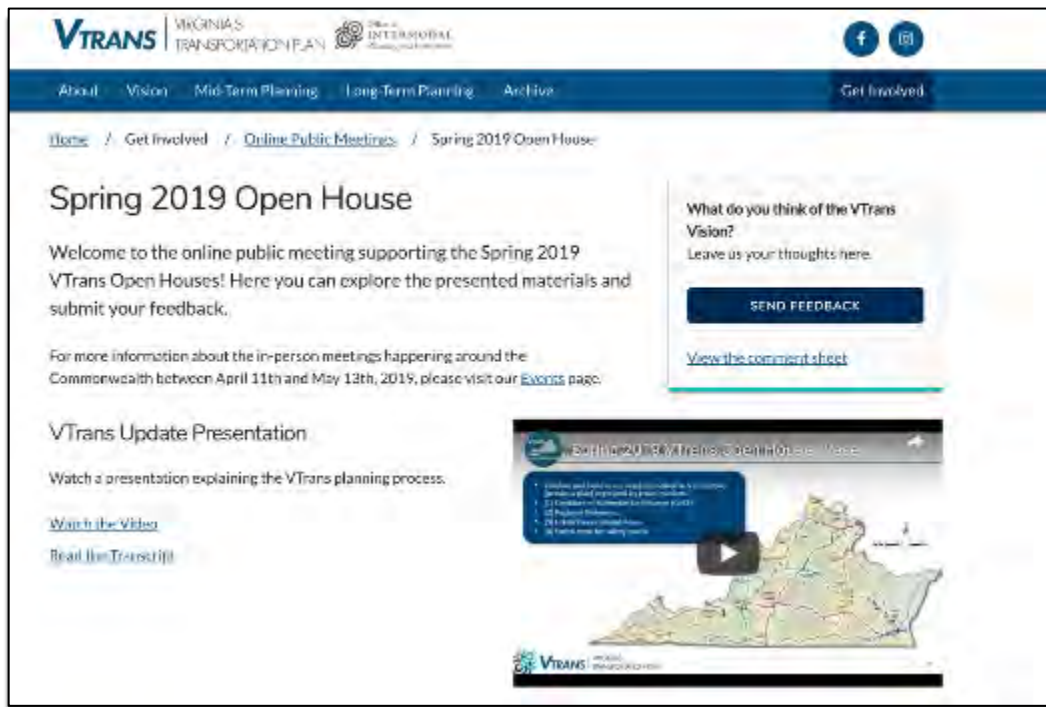 VTRANS VIRGINIA'S
TRANSPORTATION PLAN
Office of
INTERMODAL
About Vision Mid-Term Planning Long-Term Planning Archive Get Involved
Home / Get Involved / Online Public Meetings / Spring 2019 Open House
Spring 2019 Open House
Welcome to the online public meeting supporting the Spring 2019
VTrans Open Houses! Here you can explore the presented materials and
submit your feedback.
For more information about the in-person meetings happening around the
Commonwealth between April 11th and May 13th, 2019, please visit our Events page.
What do you think of the VTrans
Vision?
Leave us your thoughts here.
SEND FEEDBACK
View the comment sheet
VTrans Update Presentation
Watch a presentation explaining the VTrans planning process.
Watch the Video
Read the Transcript
Spring 2019 VTrans Open House
VTRANS